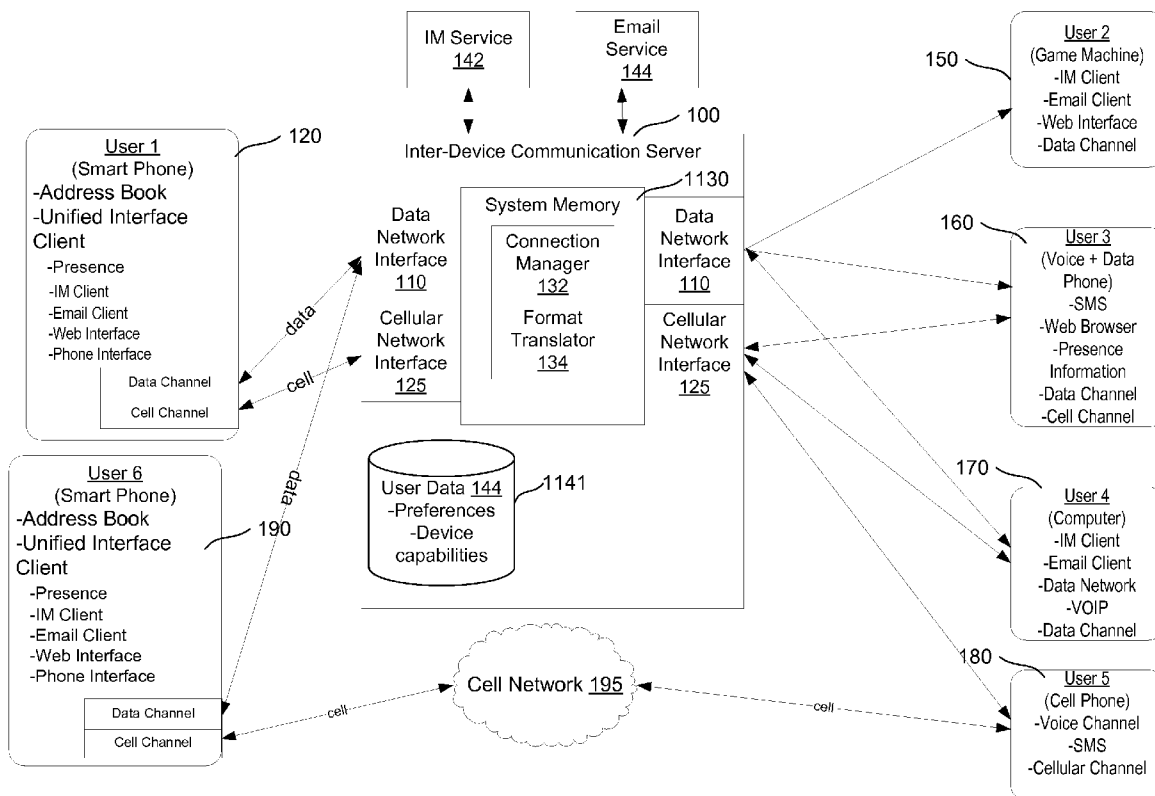 IM Service
142
Email
Service
144
100
Inter-Device Communication Server
120
User 1
(Smart Phone)
-Address Book
-Unified Interface
Client
-Presence
-IM Client
-Email Client
-Web Interface
-Phone Interface
Data Channel
Cell Channel
data
cell
Data
Network
Interface
110
Cellular
Network
Interface
125
1130
System Memory
Connection
Manager
132
Format
Translator
134
Data
Network
Interface
110
Cellular
Network
Interface
125
User Data 144
-Preferences
-Device
capabilities
1141
190
User 6
(Smart Phone)
-Address Book
-Unified Interface
Client
-Presence
-IM Client
-Email Client
-Web Interface
-Phone Interface
Data Channel
Cell Channel
data
cell
Cell Network 195
cell
150
User 2
(Game Machine)
-IM Client
-Email Client
-Web Interface
-Data Channel
160
User 3
(Voice + Data
Phone)
-SMS
-Web Browser
-Presence
Information
-Data Channel
-Cell Channel
170
User 4
(Computer)
-IM Client
-Email Client
-Data Network
-VOIP
-Data Channel
180
User 5
(Cell Phone)
-Voice Channel
-SMS
-Cellular Channel